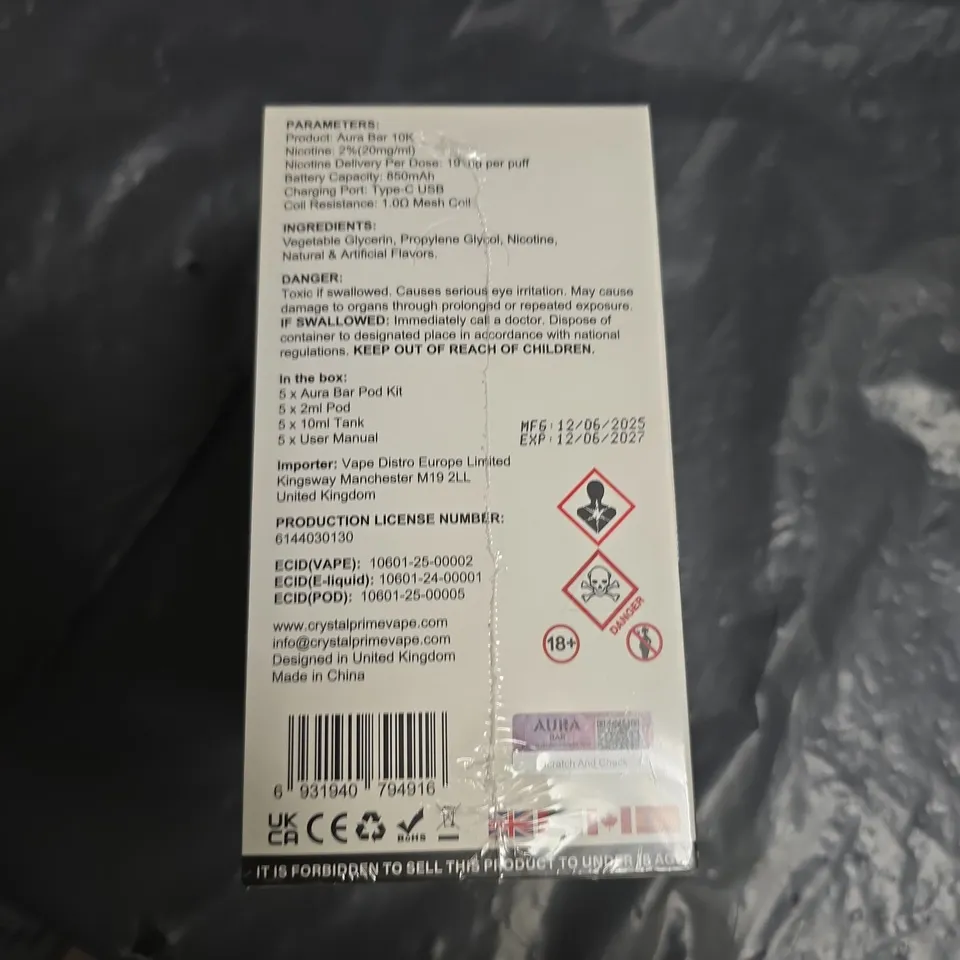 PARAMETERS:
Product: Aura Bar 10K
Nicotine: 2%(20mg/ml)
Nicotine Delivery Per Dose: per puff
Battery Capacity: 850mAh
Charging Port: Type-C USB
Coil Resistance: 1.0Ω Mesh Coil
INGREDIENTS:
Vegetable Glycerin, Propylene Glycol, Nicotine,
Natural & Artificial Flavors.
DANGER:
Toxic if swallowed. Causes serious eye irritation. May cause
damage to organs through prolonged or repeated exposure.
IF SWALLOWED: Immediately call a doctor. Dispose of
container to designated place in accordance with national
regulations. KEEP OUT OF REACH OF CHILDREN.
In the box:
5 x Aura Bar Pod Kit
5 x 2ml Pod
5 x 10ml Tank
5 x User Manual
MFG:12/06/2025
EXP:12/06/2027
Importer: Vape Distro Europe Limited
Kingsway Manchester M19 2LL
United Kingdom
PRODUCTION LICENSE NUMBER:
6144030130
ECID(VAPE): 10601-25-00002
ECID(E-liquid): 10601-24-00001
ECID(POD): 10601-25-00005
DANGER
18+
www.crystalprimevape.com
info@crystalprimevape.com
Designed in United Kingdom
Made in China
AURA
BAR
Scratch And Check
6 931940 794916
UK
CA CE RoHS
IT IS FORBIDDEN TO SELL THIS PRODUCT TO UNDER 18 AG